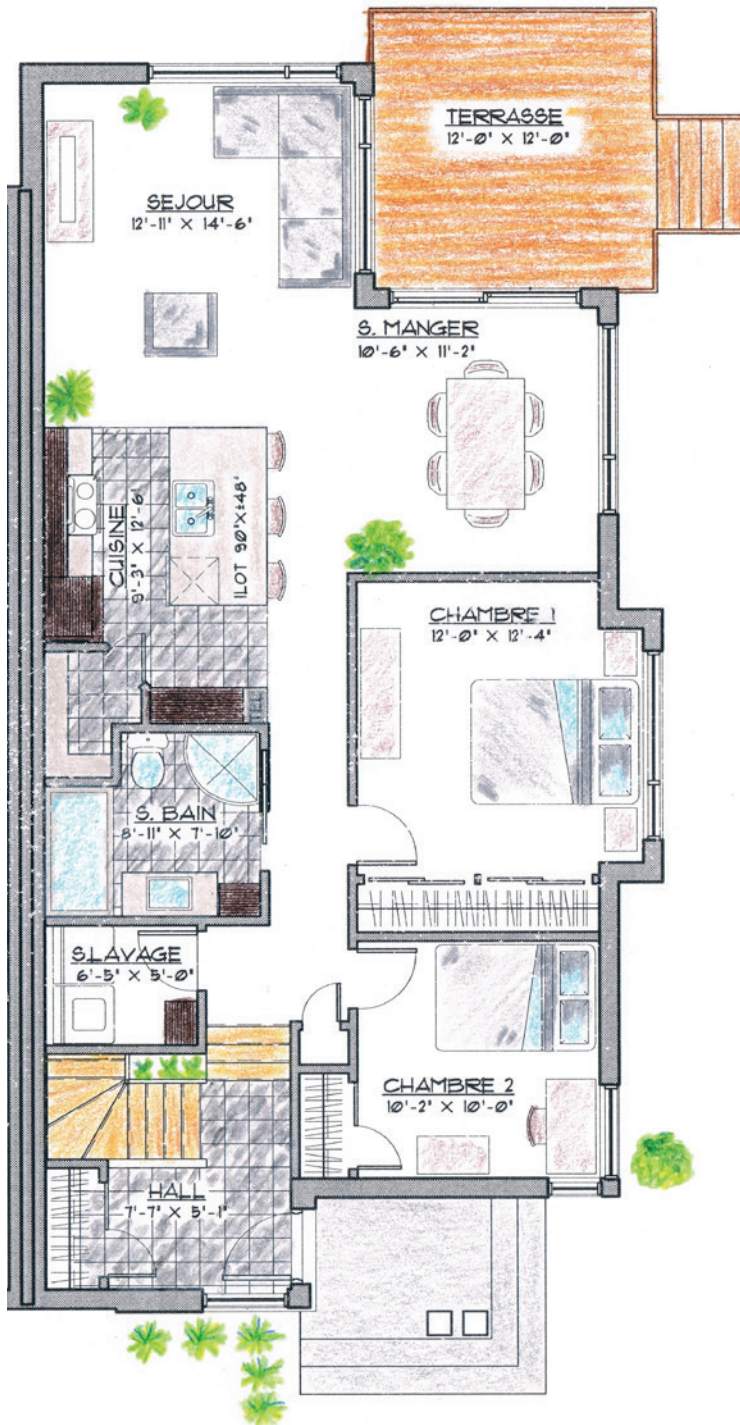 TERRASSE
12'-0" X 12'-0"
SEJOUR
12'-11" X 14'-6"
S. MANGER
10'-6" X 11'-2"
CUISINE
9'-3" X 12'-6"
ILOT 90"X±48"
CHAMBRE 1
12'-0" X 12'-4"
S. BAIN
8'-11" X 7'-10"
S.LAVAGE
6'-5" X 5'-0"
CHAMBRE 2
10'-2" X 10'-0"
HALL
7'-7" X 5'-1"